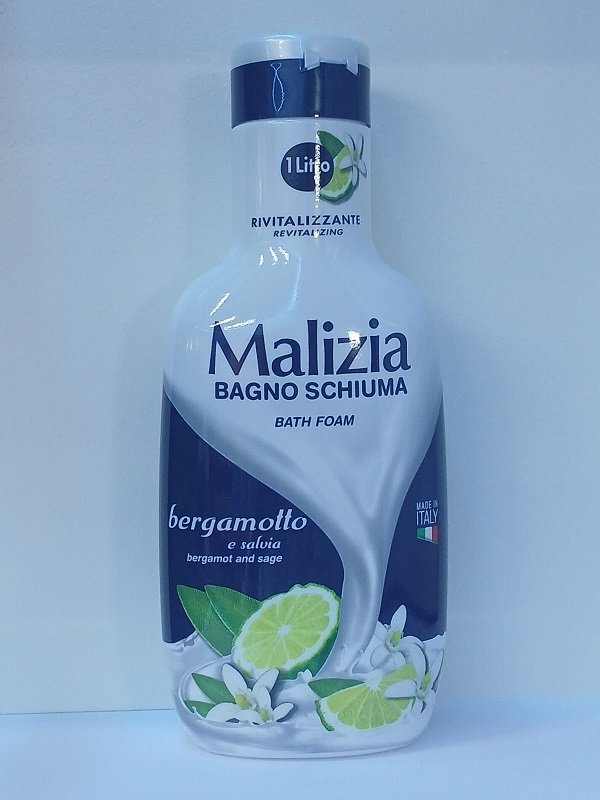 1 Litro
RIVITALIZZANTE
REVITALIZING
Malizia
BAGNO SCHIUMA
BATH FOAM
bergamotto
e salvia
bergamot and sage
MADE IN
ITALY